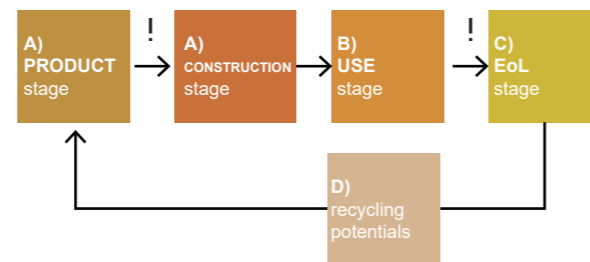 A)
PRODUCT
stage
!
A)
CONSTRUCTION
stage
B)
USE
stage
!
C)
EoL
stage
D)
recycling
potentials